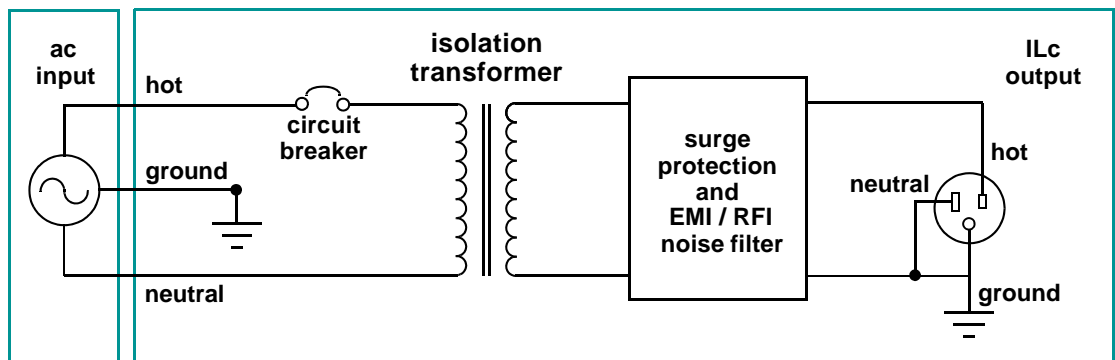 ac
input
hot
ground
neutral
circuit
breaker
isolation
transformer
surge
protection
and
EMI / RFI
noise filter
ILc
output
hot
neutral
ground